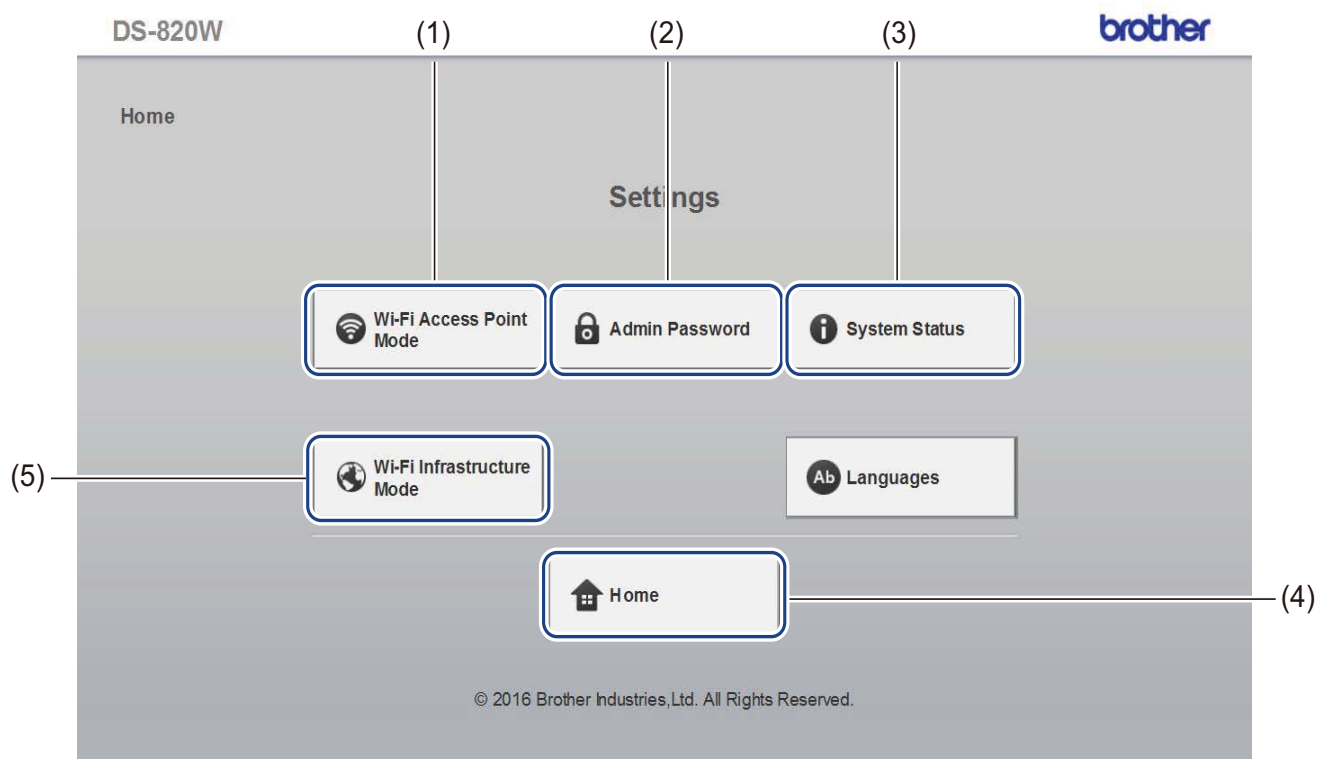 DS-820W
(1)
(2)
(3)
brother
Home
Settings
Wi-Fi Access Point
Mode
Admin Password
System Status
(5)
Wi-Fi Infrastructure
Mode
Ab
Languages
Home
(4)
© 2016 Brother Industries,Ltd. All Rights Reserved.